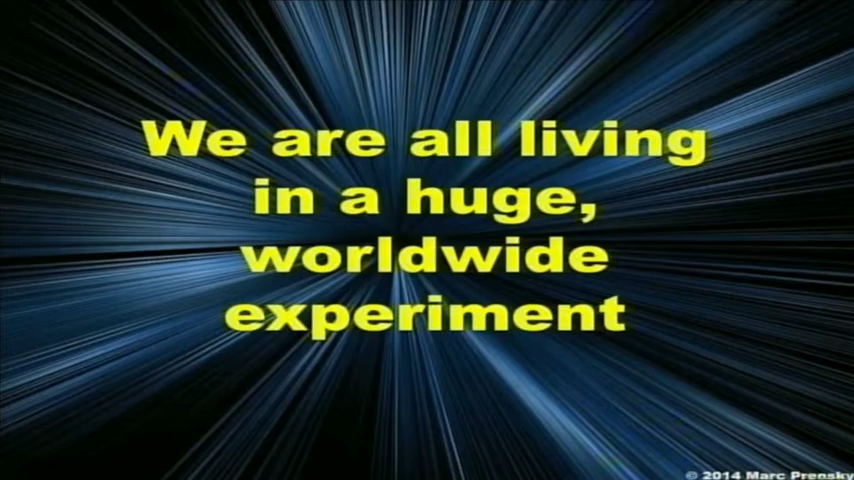 We are all living
in a huge,
worldwide
experiment
© 2014 Marc Prensky